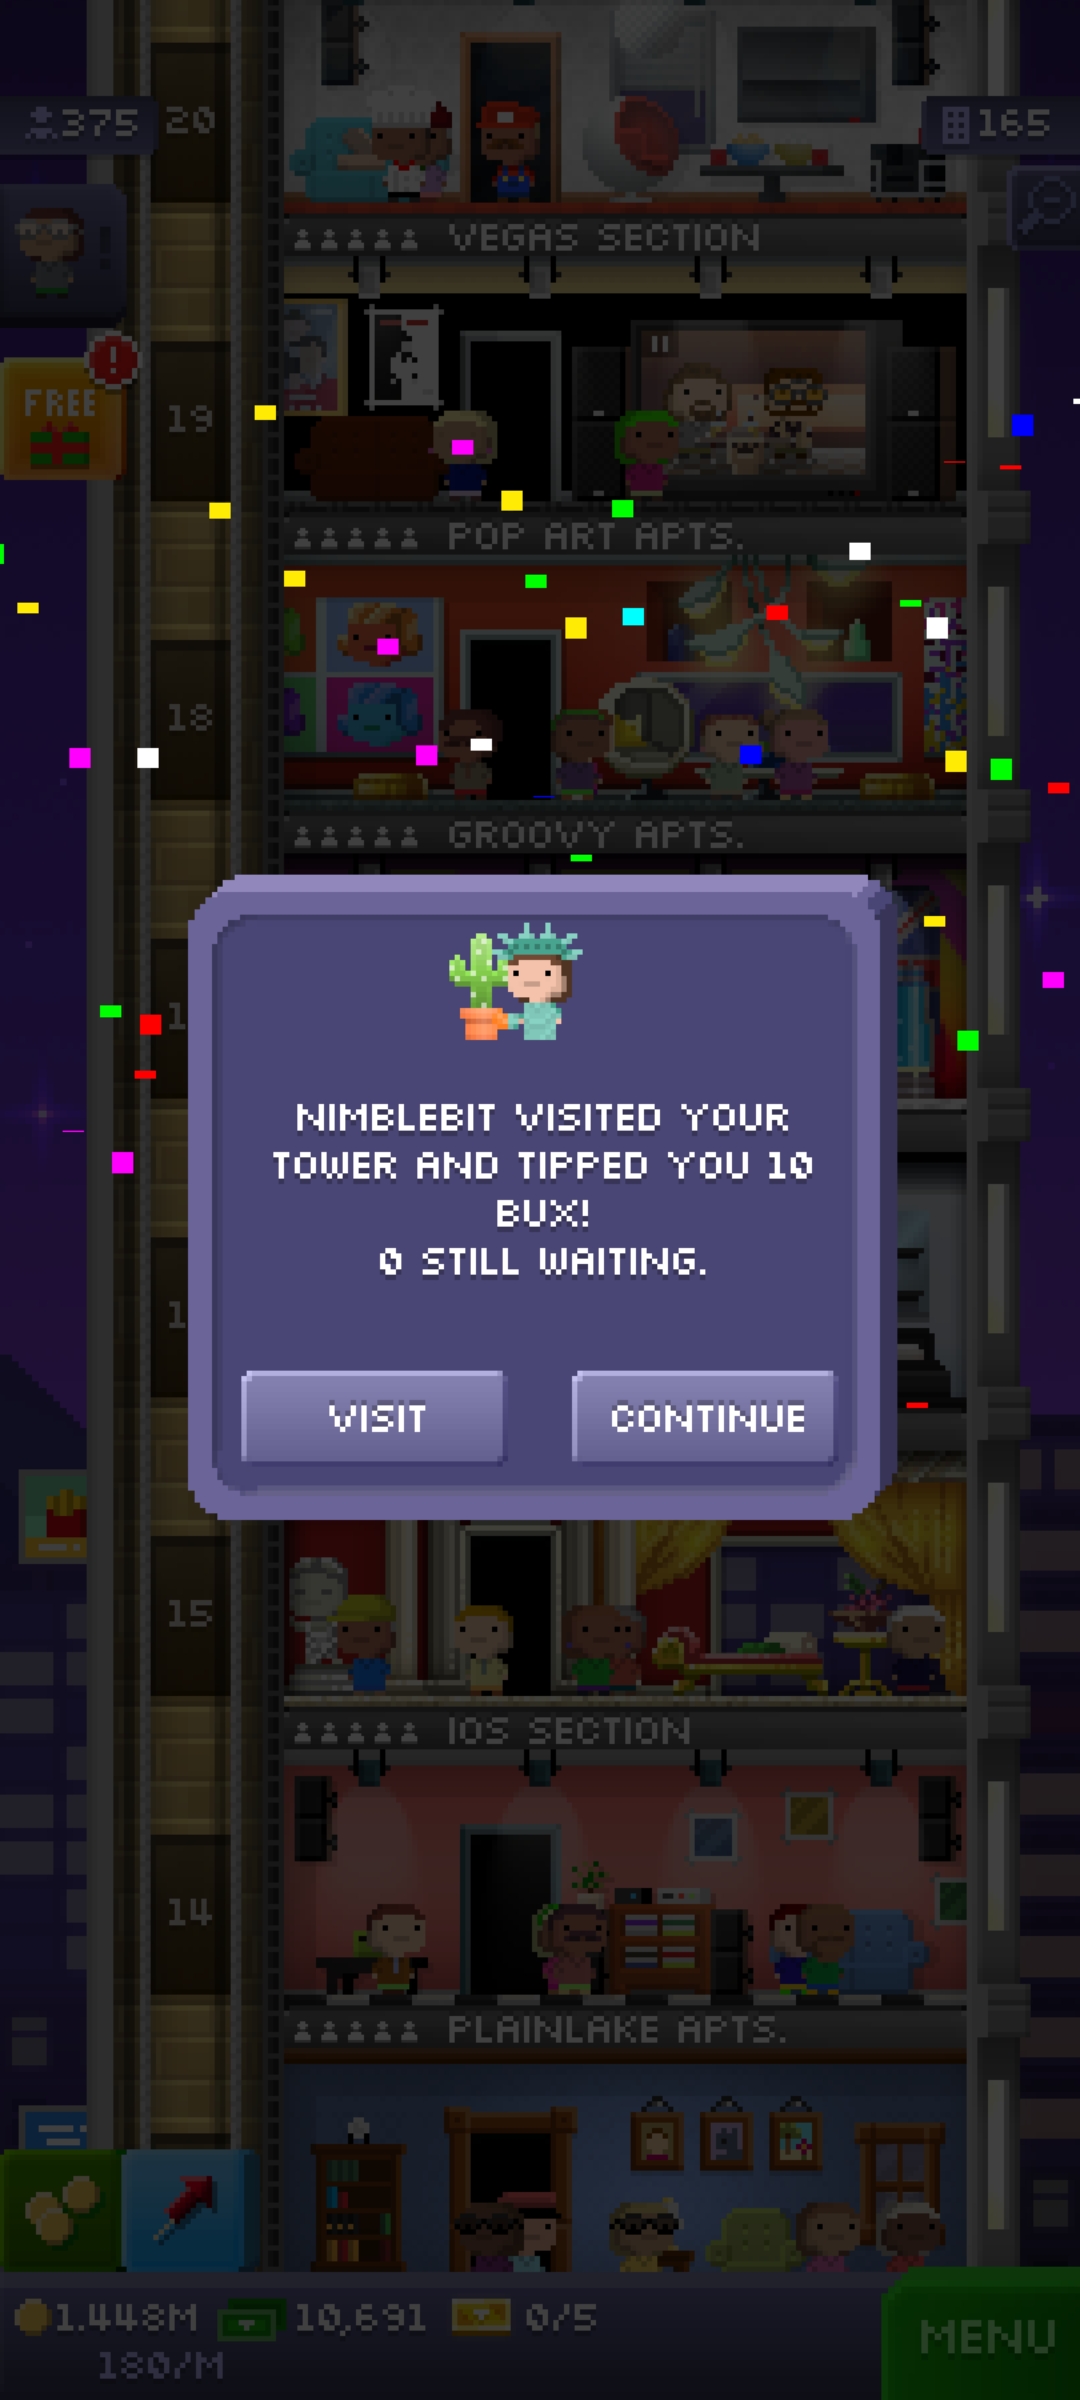 375
20
165
VEGAS SECTION
FREE
!
19
POP ART APTS.
18
GROOVY APTS.
NIMBLEBIT VISITED YOUR
TOWER AND TIPPED YOU 10
BUX!
0 STILL WAITING.
VISIT
CONTINUE
15
IOS SECTION
14
PLAINLAKE APTS.
1.448M
10,691
0/5
180/M
MENU